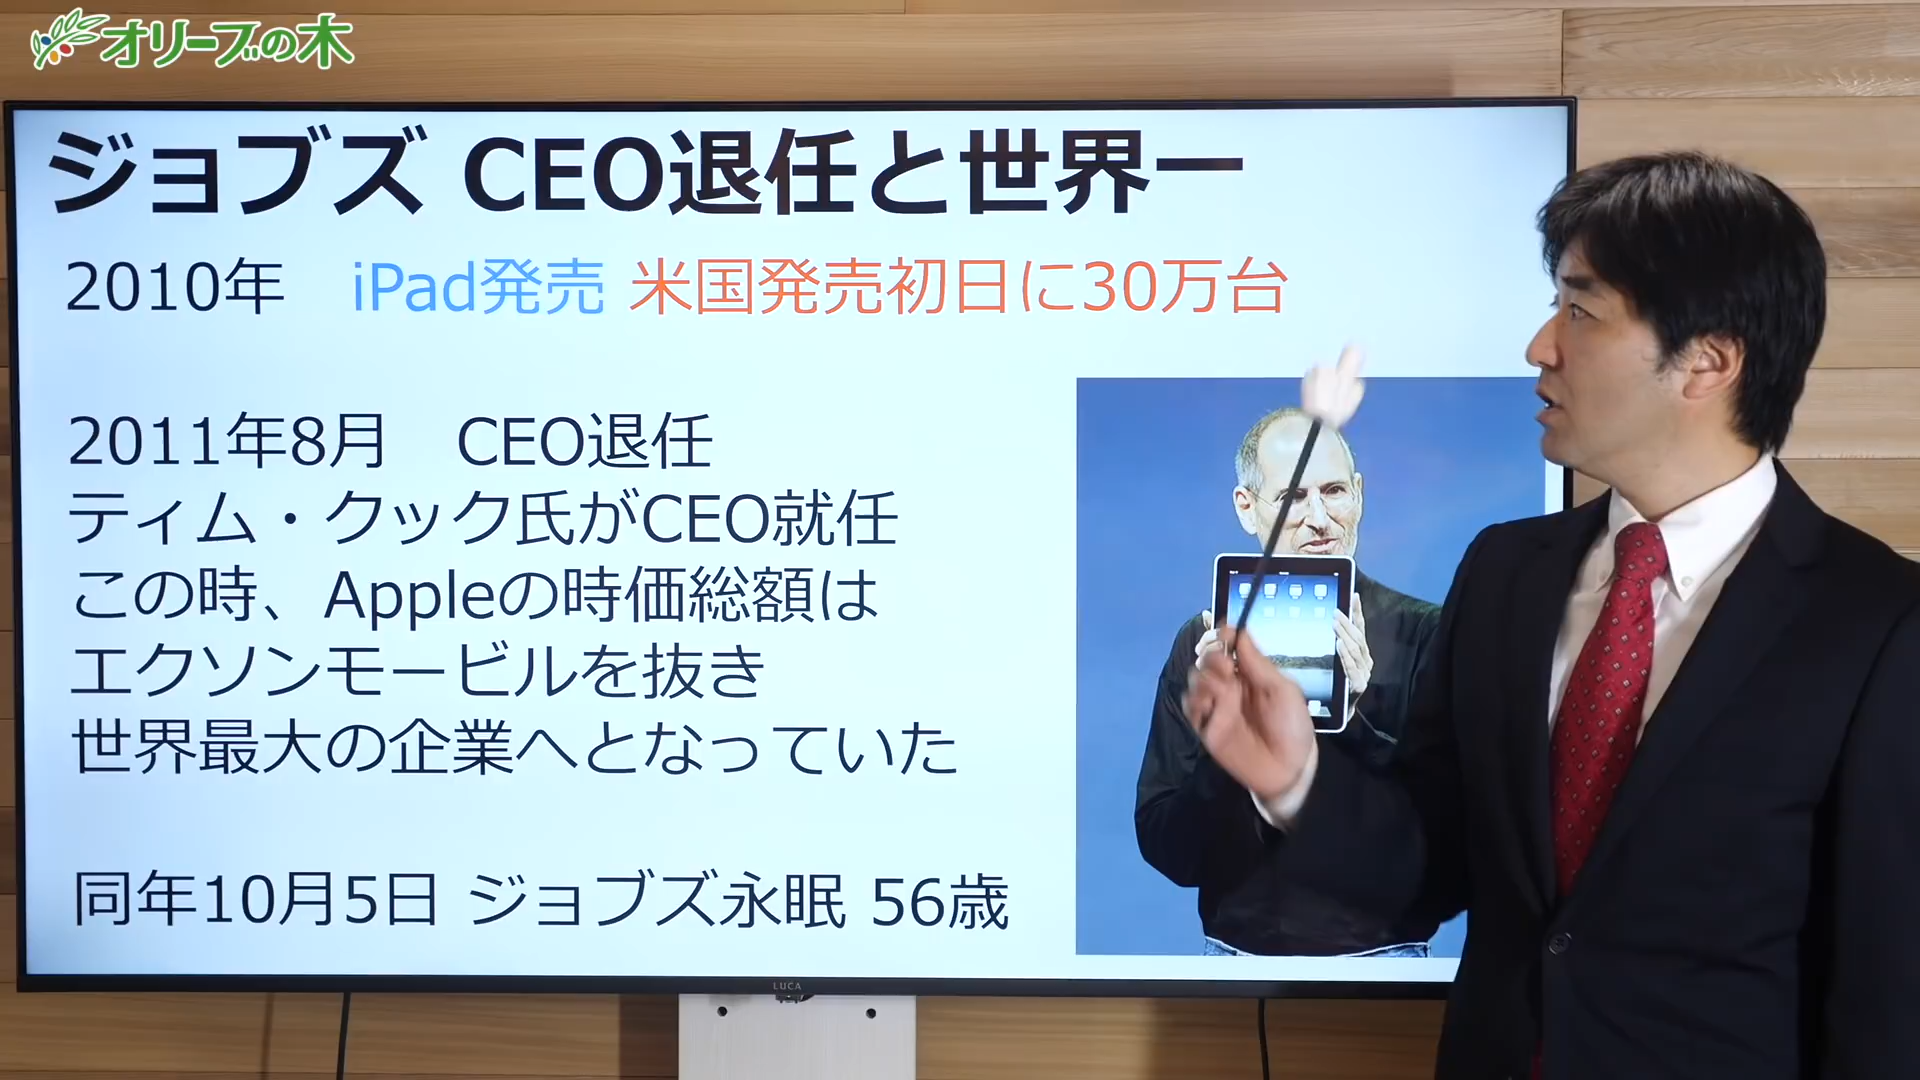 オリーブの木
ジョブズ CEO退任と世界一
2010年　iPad発売 米国発売初日に30万台
2011年8月　CEO退任
ティム・クック氏がCEO就任
この時、Appleの時価総額は
エクソンモービルを抜き
世界最大の企業へとなっていた
同年10月5日 ジョブズ永眠 56歳
LUCA